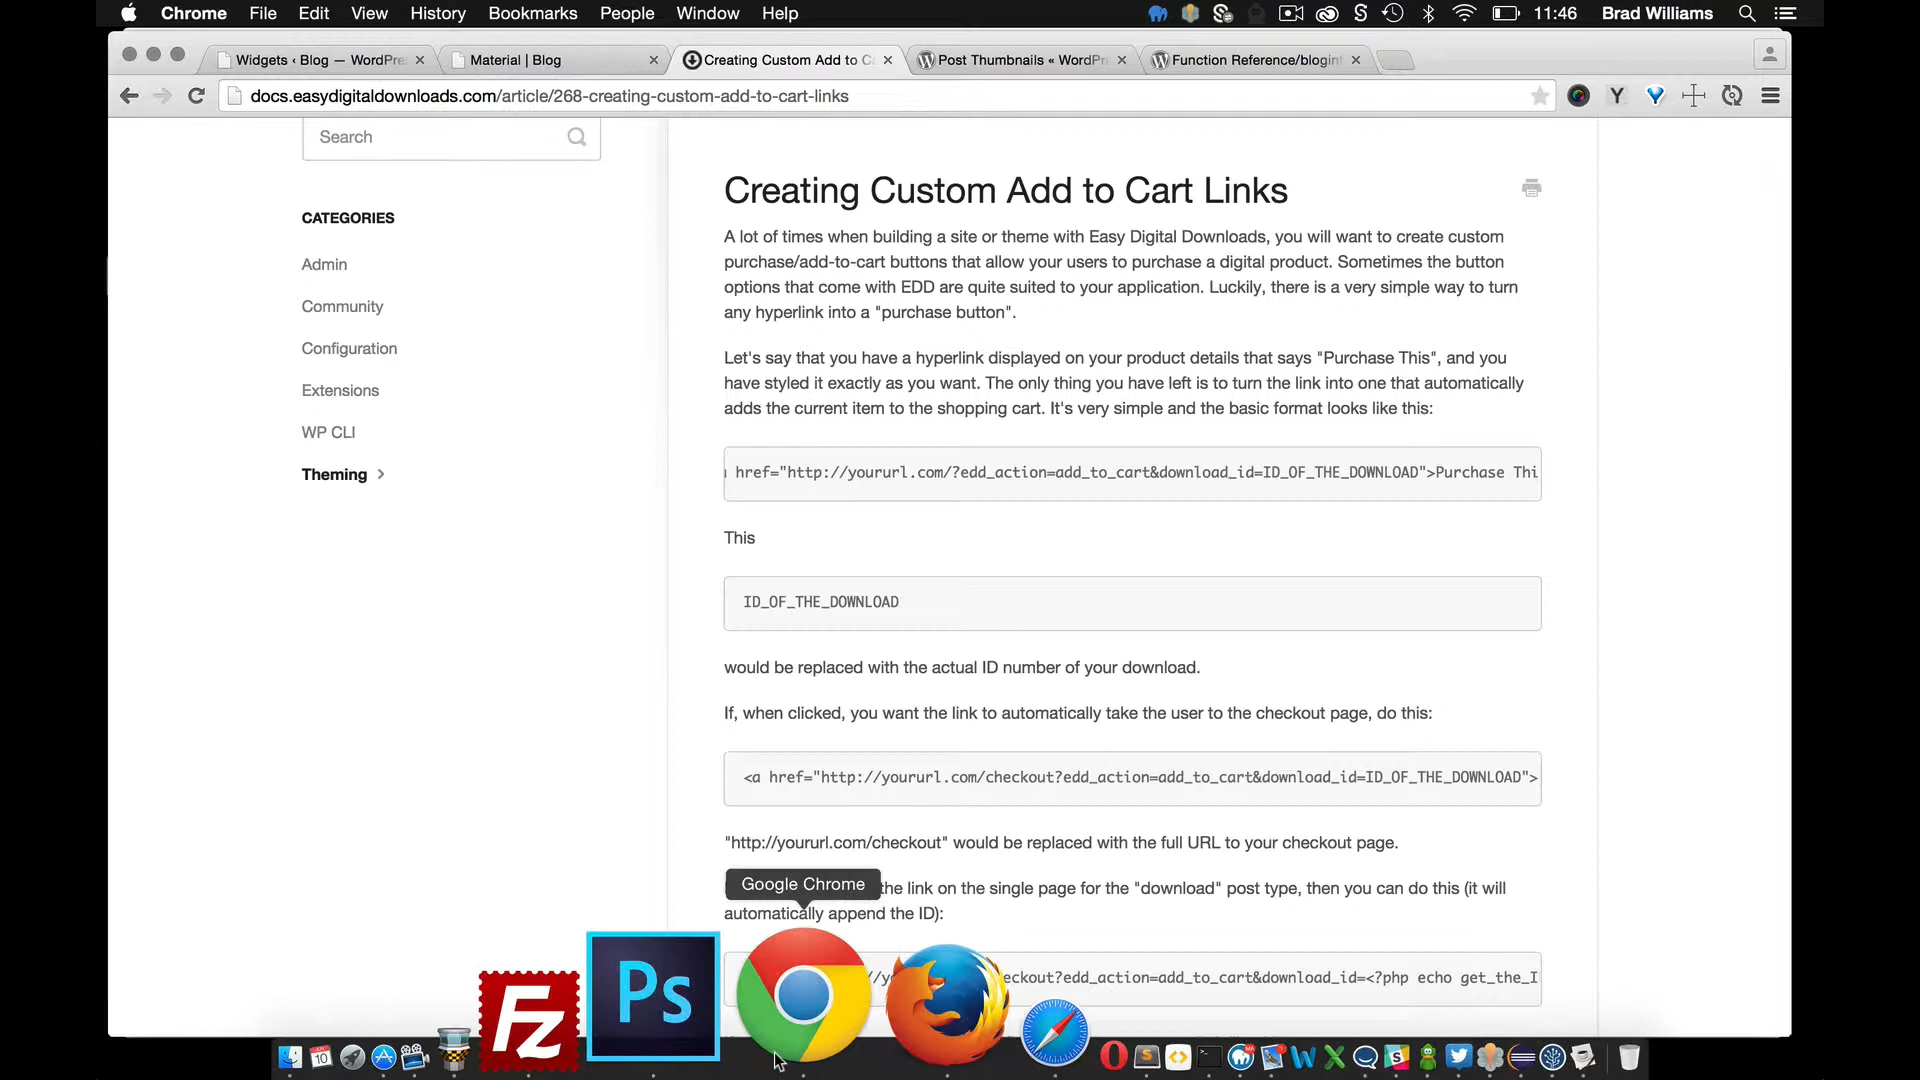 Chrome File Edit View History Bookmarks People Window Help 11:46 Brad Williams
Widgets ‹ Blog — WordPre
Material | Blog
Creating Custom Add to C
Post Thumbnails « WordPr
Function Reference/bloginf
docs.easydigitaldownloads.com/article/268-creating-custom-add-to-cart-links
Search
CATEGORIES
Admin
Community
Configuration
Extensions
WP CLI
Theming
Creating Custom Add to Cart Links
A lot of times when building a site or theme with Easy Digital Downloads, you will want to create custom
purchase/add-to-cart buttons that allow your users to purchase a digital product. Sometimes the button
options that come with EDD are quite suited to your application. Luckily, there is a very simple way to turn
any hyperlink into a "purchase button".
Let's say that you have a hyperlink displayed on your product details that says "Purchase This", and you
have styled it exactly as you want. The only thing you have left is to turn the link into one that automatically
adds the current item to the shopping cart. It's very simple and the basic format looks like this:
href="http://yoururl.com/?edd_action=add_to_cart&download_id=ID_OF_THE_DOWNLOAD">Purchase Thi
This
ID_OF_THE_DOWNLOAD
would be replaced with the actual ID number of your download.
If, when clicked, you want the link to automatically take the user to the checkout page, do this:
<a href="http://yoururl.com/checkout?edd_action=add_to_cart&download_id=ID_OF_THE_DOWNLOAD">
"http://yoururl.com/checkout" would be replaced with the full URL to your checkout page.
Google Chrome
the link on the single page for the "download" post type, then you can do this (it will
automatically append the ID):
eckout?edd_action=add_to_cart&download_id=<?php echo get_the_I
Fz
Ps
10